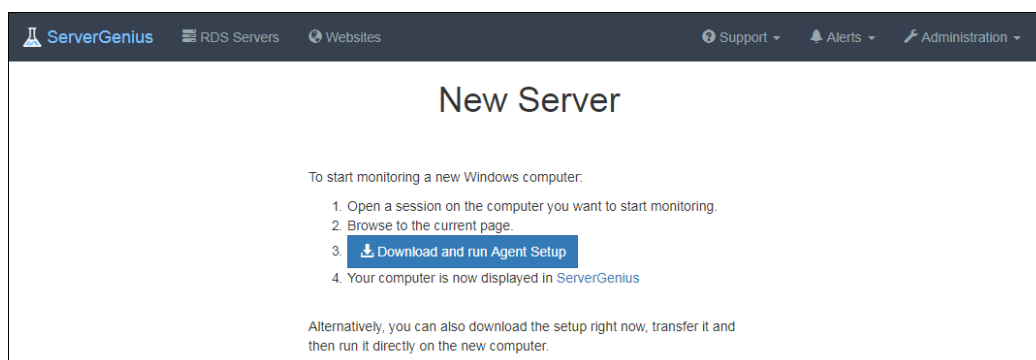 ServerGenius RDS Servers Websites Support Alerts Administration
New Server
To start monitoring a new Windows computer:
1. Open a session on the computer you want to start monitoring.
2. Browse to the current page.
3. Download and run Agent Setup
4. Your computer is now displayed in ServerGenius
Alternatively, you can also download the setup right now, transfer it and
then run it directly on the new computer.